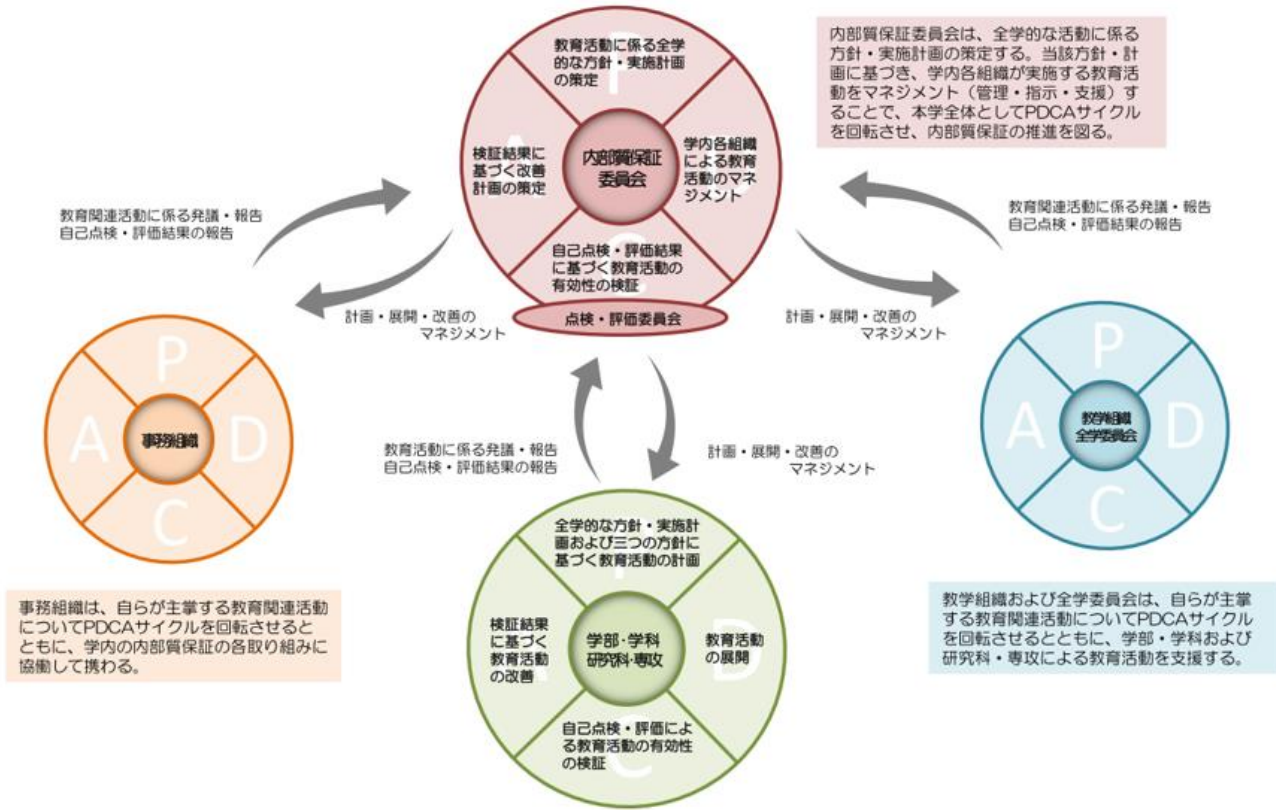 教育活動に係る全学
的な方針・実施計画
の策定
P
検証結果に
基づく改善
計画の策定
A
内部質保証
委員会
学内各組織
による教育
活動のマネ
ジメント
D
自己点検・評価結果
に基づく教育活動の
有効性の検証
C
点検・評価委員会
内部質保証委員会は、全学的な活動に係る
方針・実施計画の策定する。当該方針・計
画に基づき、学内各組織が実施する教育活
動をマネジメント（管理・指示・支援）す
ることで、本学全体としてPDCAサイクル
を回転させ、内部質保証の推進を図る。
教育関連活動に係る発議・報告
自己点検・評価結果の報告
計画・展開・改善の
マネジメント
教育関連活動に係る発議・報告
自己点検・評価結果の報告
計画・展開・改善の
マネジメント
P
A
事務組織
D
C
事務組織は、自らが主掌する教育関連活動
についてPDCAサイクルを回転させると
ともに、学内の内部質保証の各取り組みに
協働して携わる。
教育活動に係る発議・報告
自己点検・評価結果の報告
計画・展開・改善の
マネジメント
全学的な方針・実施計
画および三つの方針に
基づく教育活動の計画
P
検証結果に
基づく
教育活動
の改善
A
学部・学科
研究科・専攻
教育活動
の展開
D
自己点検・評価によ
る教育活動の有効性
の検証
C
P
A
教学組織
全学委員会
D
C
教学組織および全学委員会は、自らが主掌
する教育関連活動についてPDCAサイクル
を回転させるとともに、学部・学科および
研究科・専攻による教育活動を支援する。